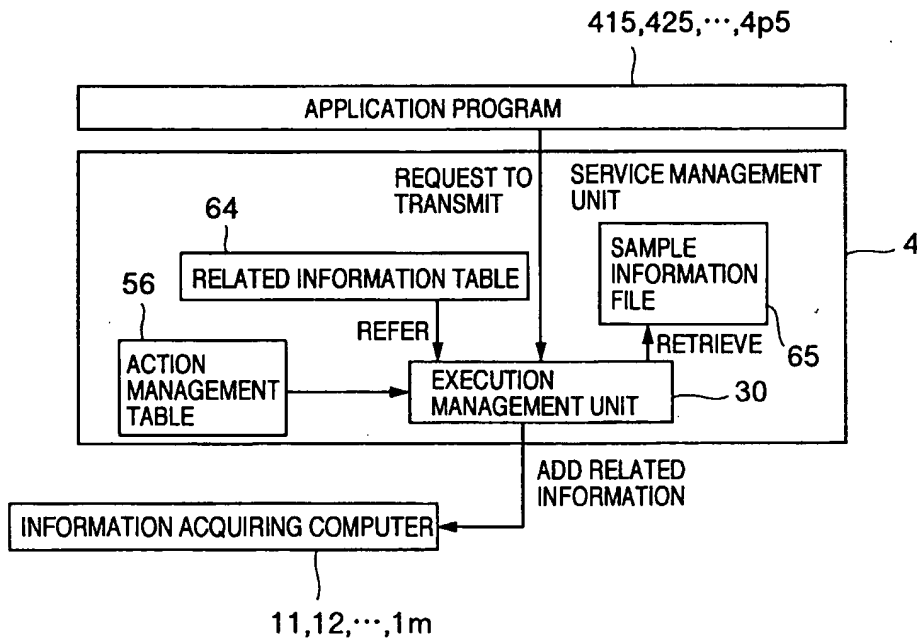 415,425,···,4p5
APPLICATION PROGRAM
REQUEST TO
TRANSMIT
SERVICE MANAGEMENT
UNIT
64
4
RELATED INFORMATION TABLE
SAMPLE
INFORMATION
FILE
56
REFER
RETRIEVE
65
ACTION
MANAGEMENT
TABLE
EXECUTION
MANAGEMENT UNIT
30
ADD RELATED
INFORMATION
INFORMATION ACQUIRING COMPUTER
11,12,···,1m